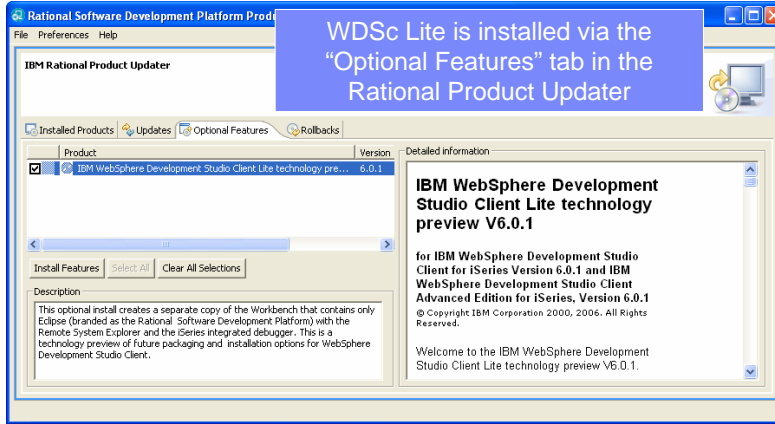 Rational Software Development Platform Prod
WDSc Lite is installed via the
“Optional Features” tab in the
Rational Product Updater
File Preferences Help
IBM Rational Product Updater
Installed Products Updates Optional Features Rollbacks
Product Version
IBM WebSphere Development Studio Client Lite technology pre... 6.0.1
Install Features Select All Clear All Selections
Description
This optional install creates a separate copy of the Workbench that contains only
Eclipse (branded as the Rational Software Development Platform) with the
Remote System Explorer and the iSeries integrated debugger. This is a
technology preview of future packaging and installation options for WebSphere
Development Studio Client.
Detailed information
IBM WebSphere Development
Studio Client Lite technology
preview V6.0.1
for IBM WebSphere Development Studio
Client for iSeries Version 6.0.1 and IBM
WebSphere Development Studio Client
Advanced Edition for iSeries, Version 6.0.1
© Copyright IBM Corporation 2000, 2006. All Rights
Reserved.
Welcome to the IBM WebSphere Development
Studio Client Lite technology preview V6.0.1.